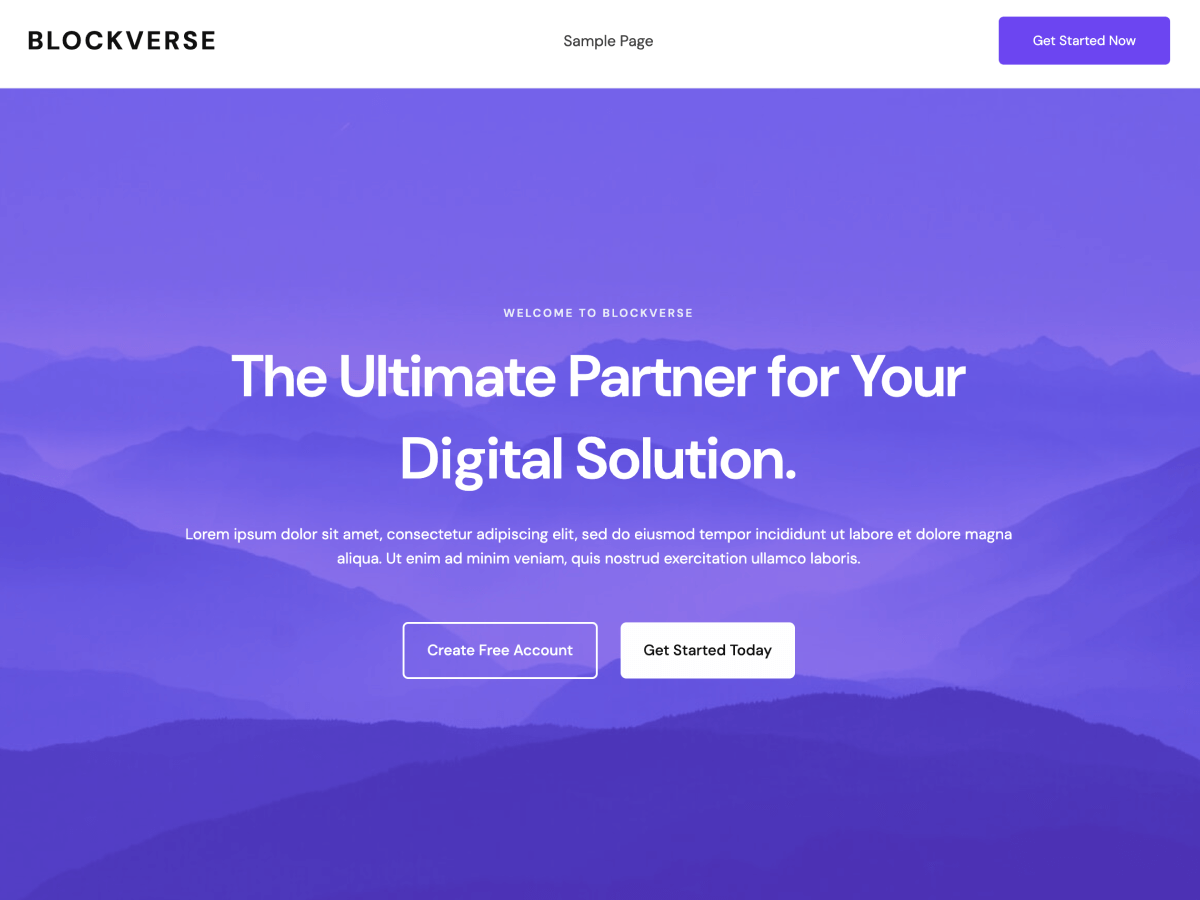 BLOCKVERSE
Sample Page
Get Started Now
WELCOME TO BLOCKVERSE
The Ultimate Partner for Your
Digital Solution.
Lorem ipsum dolor sit amet, consectetur adipiscing elit, sed do eiusmod tempor incididunt ut labore et dolore magna
aliqua. Ut enim ad minim veniam, quis nostrud exercitation ullamco laboris.
Create Free Account
Get Started Today